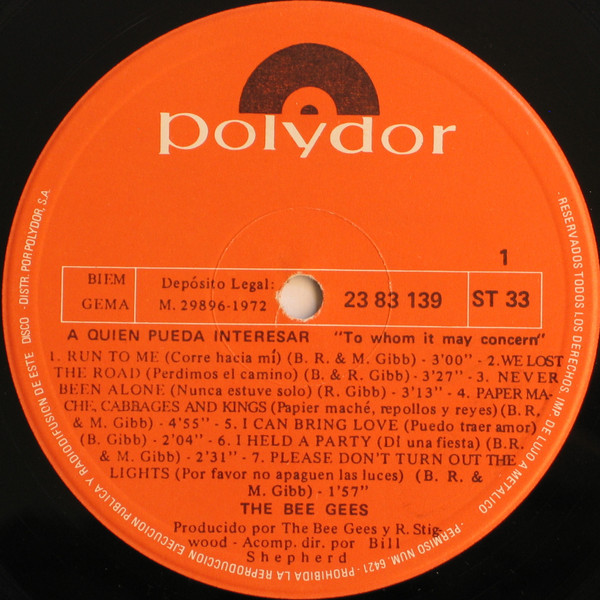 polydor
1
BIEM
GEMA
Depósito Legal:
M. 29896-1972
23 83 139
ST 33
A QUIEN PUEDA INTERESAR "To whom it may concern"
1. RUN TO ME (Corre hacia mí) (B. R. & M. Gibb) - 3'00" - 2. WE LOST
THE ROAD (Perdimos el camino) (B. & R. Gibb) - 3'27" - 3. NEVER
BEEN ALONE (Nunca estuve solo) (R. Gibb) - 3'13" - 4. PAPER MA-
CHE, CABBAGES AND KINGS (Papier maché, repollos y reyes) (B. R.
& M. Gibb) - 4'55" - 5. I CAN BRING LOVE (Puedo traer amor)
(B. Gibb) - 2'04" - 6. I HELD A PARTY (Dí una fiesta) (B.R.
& M. Gibb) - 2'31" - 7. PLEASE DON'T TURN OUT THE
LIGHTS (Por favor no apaguen las luces) (B. R. &
M. Gibb) - 1'57"
THE BEE GEES
Producido por The Bee Gees y R. Stig-
wood - Acomp. dir. por Bill
Shepherd
- RESERVADOS TODOS LOS DERECHOS IMP. DE LUJO A METALICO
- PERMISO NUM. 6421 - PROHIBIDA LA REPRODUCCION EJECUCION PUBLICA Y RADIODIFUSION DE ESTE DISCO - DISTR. POR POLYDOR, S.A.